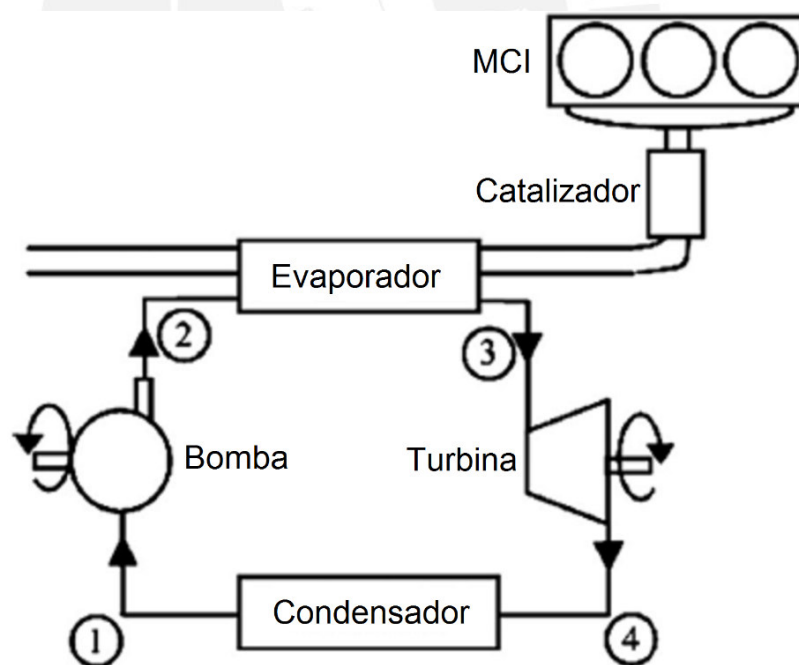 MCI
Catalizador
Evaporador
2
3
Bomba
Turbina
Condensador
1
4